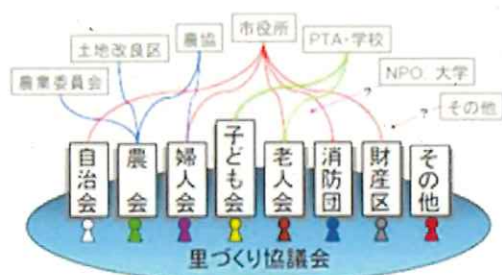 市役所
農協
PTA・学校
土地改良区
NPO、大学
農業委員会
?
?
その他
自治会
農 会
婦人会
子ども会
老人会
消防団
財産区
その他
里づくり協議会